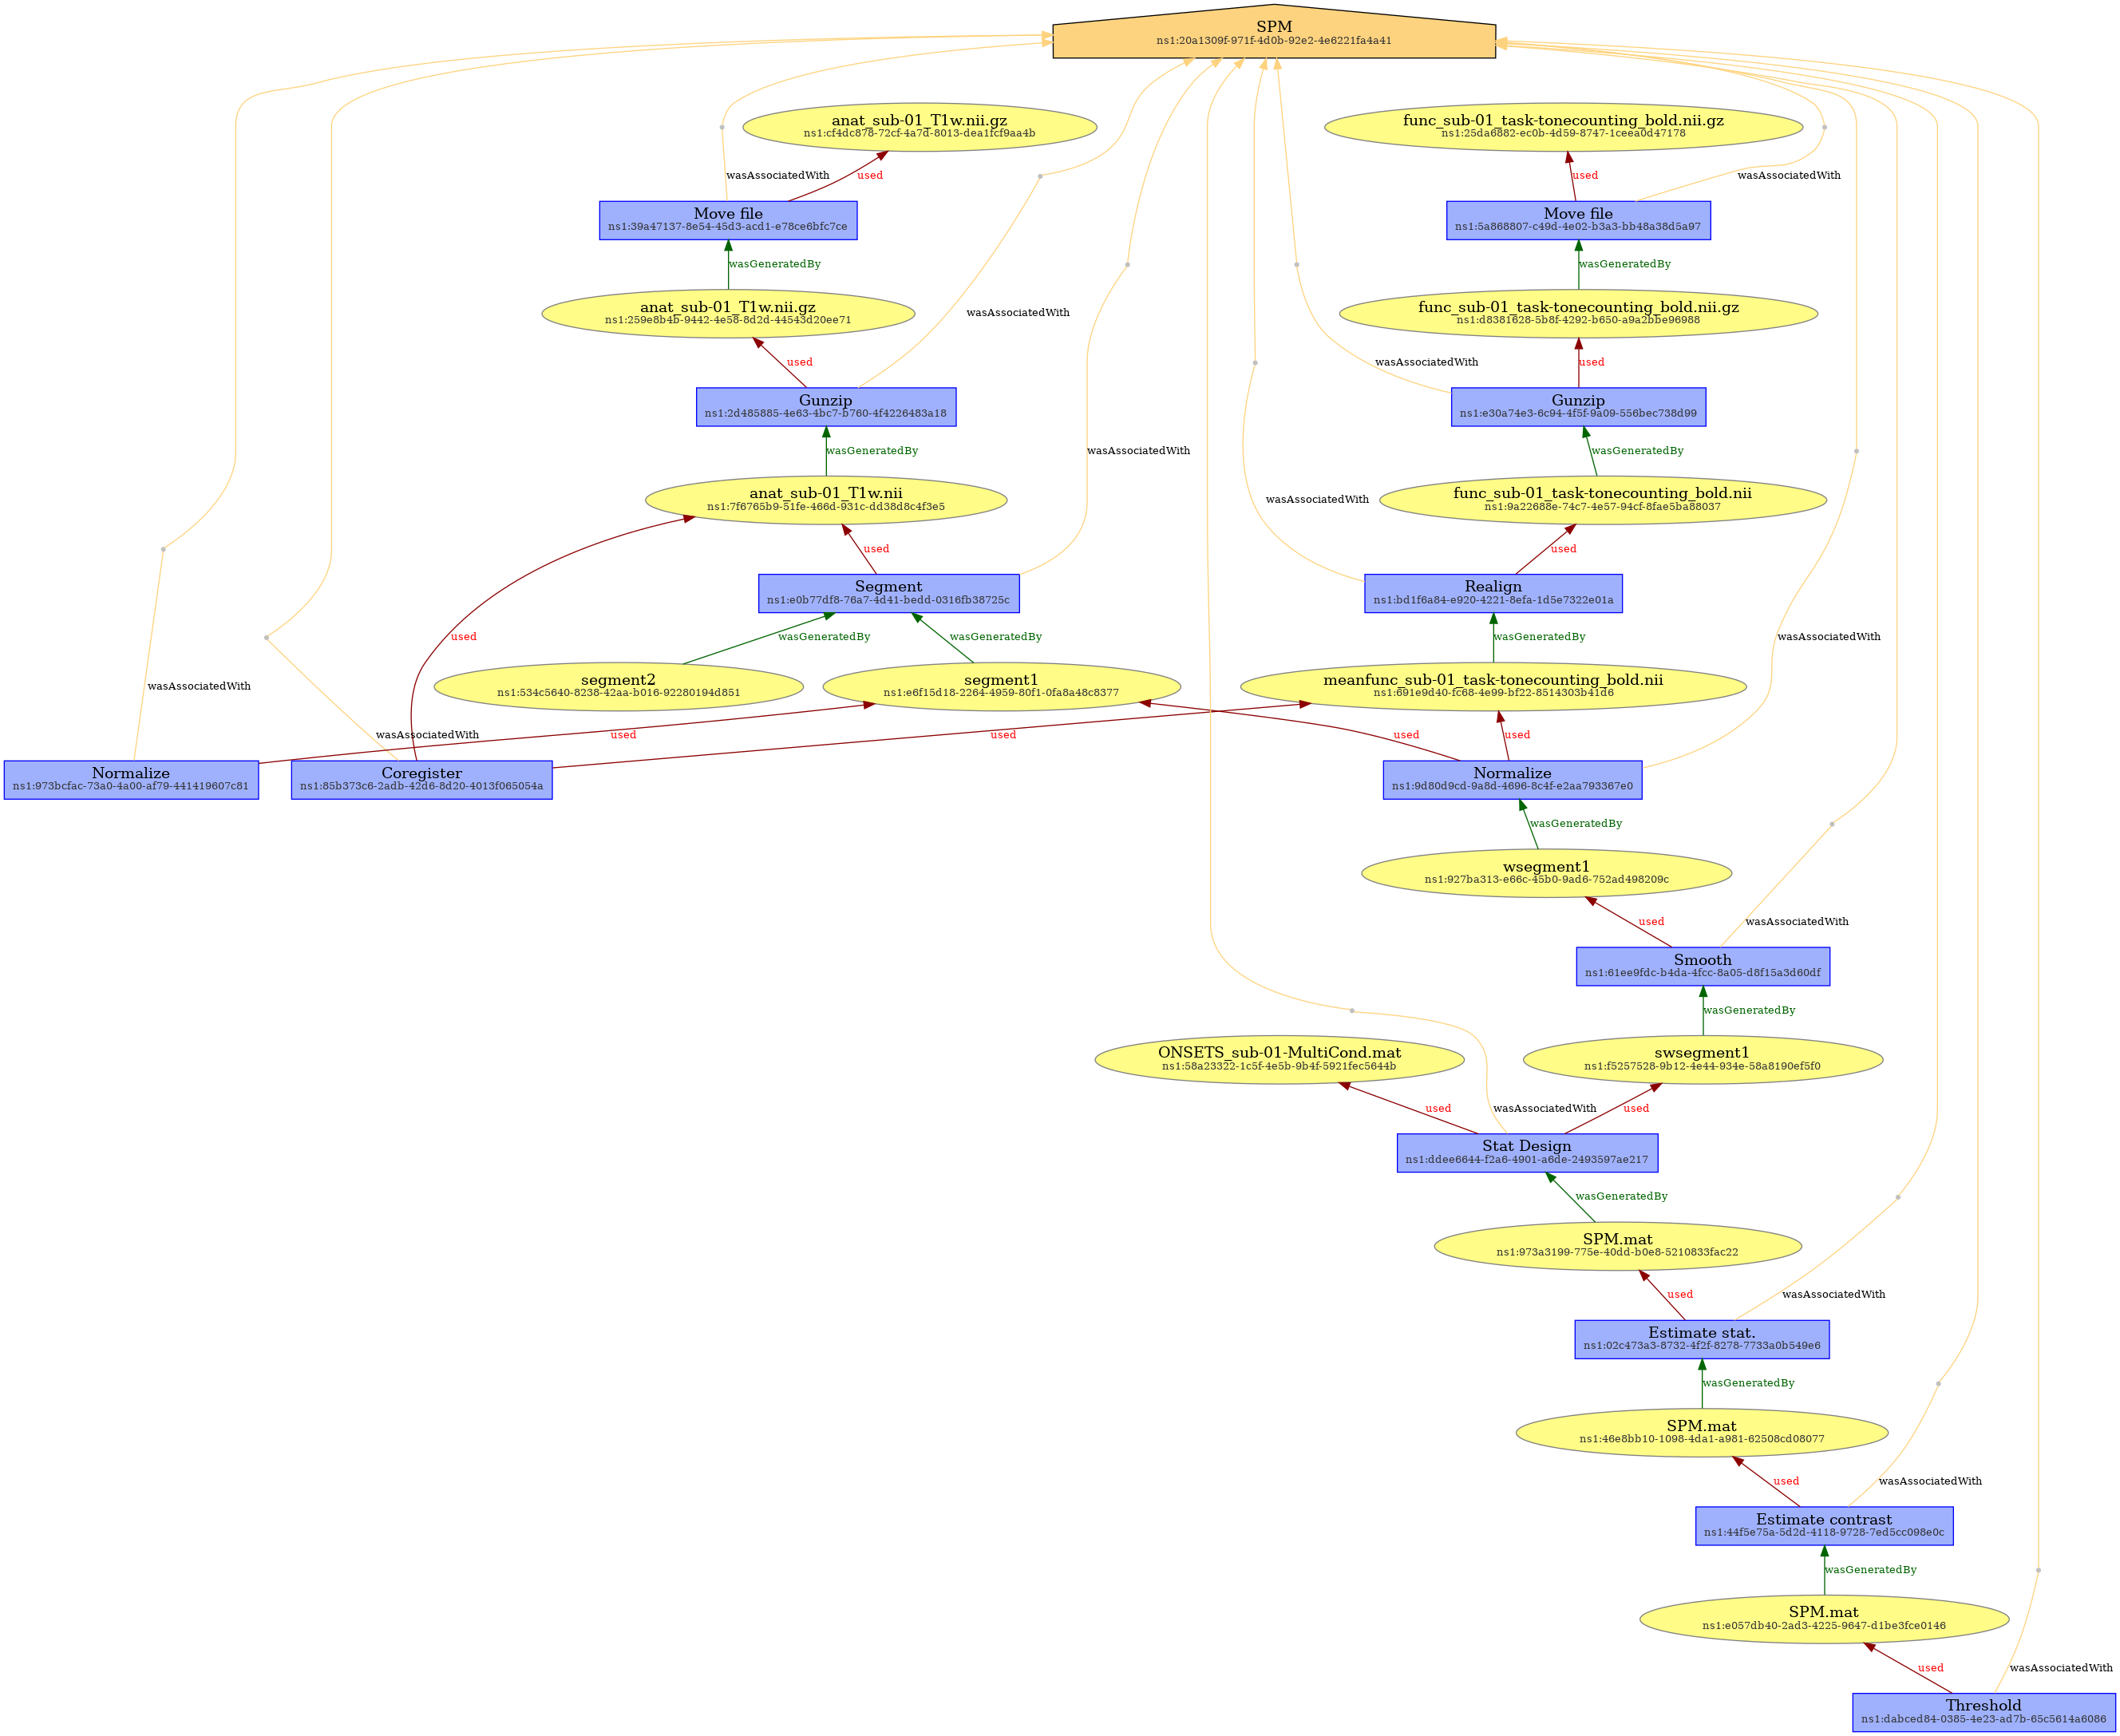 SPM
ns1:20a1309f-971f-4d0b-92e2-4e6221fa4a41
anat_sub-01_T1w.nii.gz
ns1:cf4dc878-72cf-4a7d-8013-dea1fcf9aa4b
func_sub-01_task-tonecounting_bold.nii.gz
ns1:25da6882-ec0b-4d59-8747-1ceea0d47178
wasAssociatedWith
used
used
wasAssociatedWith
Move file
ns1:39a47137-8e54-45d3-acd1-e78ce6bfc7ce
Move file
ns1:5a868807-c49d-4e02-b3a3-bb48a38d5a97
wasGeneratedBy
wasGeneratedBy
anat_sub-01_T1w.nii.gz
ns1:259e8b4b-9442-4e58-8d2d-44543d20ee71
wasAssociatedWith
func_sub-01_task-tonecounting_bold.nii.gz
ns1:d8381628-5b8f-4292-b650-a9a2bbe96988
used
wasAssociatedWith
used
Gunzip
ns1:2d485885-4e63-4bc7-b760-4f4226483a18
Gunzip
ns1:e30a74e3-6c94-4f5f-9a09-556bec738d99
wasGeneratedBy
wasAssociatedWith
wasGeneratedBy
anat_sub-01_T1w.nii
ns1:7f6765b9-51fe-466d-931c-dd38d8c4f3e5
wasAssociatedWith
func_sub-01_task-tonecounting_bold.nii
ns1:9a22688e-74c7-4e57-94cf-8fae5ba88037
used
used
Segment
ns1:e0b77df8-76a7-4d41-bedd-0316fb38725c
Realign
ns1:bd1f6a84-e920-4221-8efa-1d5e7322e01a
used
wasGeneratedBy
wasGeneratedBy
wasGeneratedBy
wasAssociatedWith
wasAssociatedWith
segment2
ns1:534c5640-8238-42aa-b016-92280194d851
segment1
ns1:e6f15d18-2264-4959-80f1-0fa8a48c8377
meanfunc_sub-01_task-tonecounting_bold.nii
ns1:691e9d40-fc68-4e99-bf22-8514303b41d6
wasAssociatedWith
used
used
used
used
Normalize
ns1:973bcfac-73a0-4a00-af79-441419607c81
Coregister
ns1:85b373c6-2adb-42d6-8d20-4013f065054a
Normalize
ns1:9d80d9cd-9a8d-4696-8c4f-e2aa793367e0
wasGeneratedBy
wsegment1
ns1:927ba313-e66c-45b0-9ad6-752ad498209c
used
wasAssociatedWith
Smooth
ns1:61ee9fdc-b4da-4fcc-8a05-d8f15a3d60df
wasGeneratedBy
ONSETS_sub-01-MultiCond.mat
ns1:58a23322-1c5f-4e5b-9b4f-5921fec5644b
swsegment1
ns1:f5257528-9b12-4e44-934e-58a8190ef5f0
used
wasAssociatedWith
used
Stat Design
ns1:ddee6644-f2a6-4901-a6de-2493597ae217
wasGeneratedBy
SPM.mat
ns1:973a3199-775e-40dd-b0e8-5210833fac22
used
wasAssociatedWith
Estimate stat.
ns1:02c473a3-8732-4f2f-8278-7733a0b549e6
wasGeneratedBy
SPM.mat
ns1:46e8bb10-1098-4da1-a981-62508cd08077
used
wasAssociatedWith
Estimate contrast
ns1:44f5e75a-5d2d-4118-9728-7ed5cc098e0c
wasGeneratedBy
SPM.mat
ns1:e057db40-2ad3-4225-9647-d1be3fce0146
used
wasAssociatedWith
Threshold
ns1:dabced84-0385-4e23-ad7b-65c5614a6086